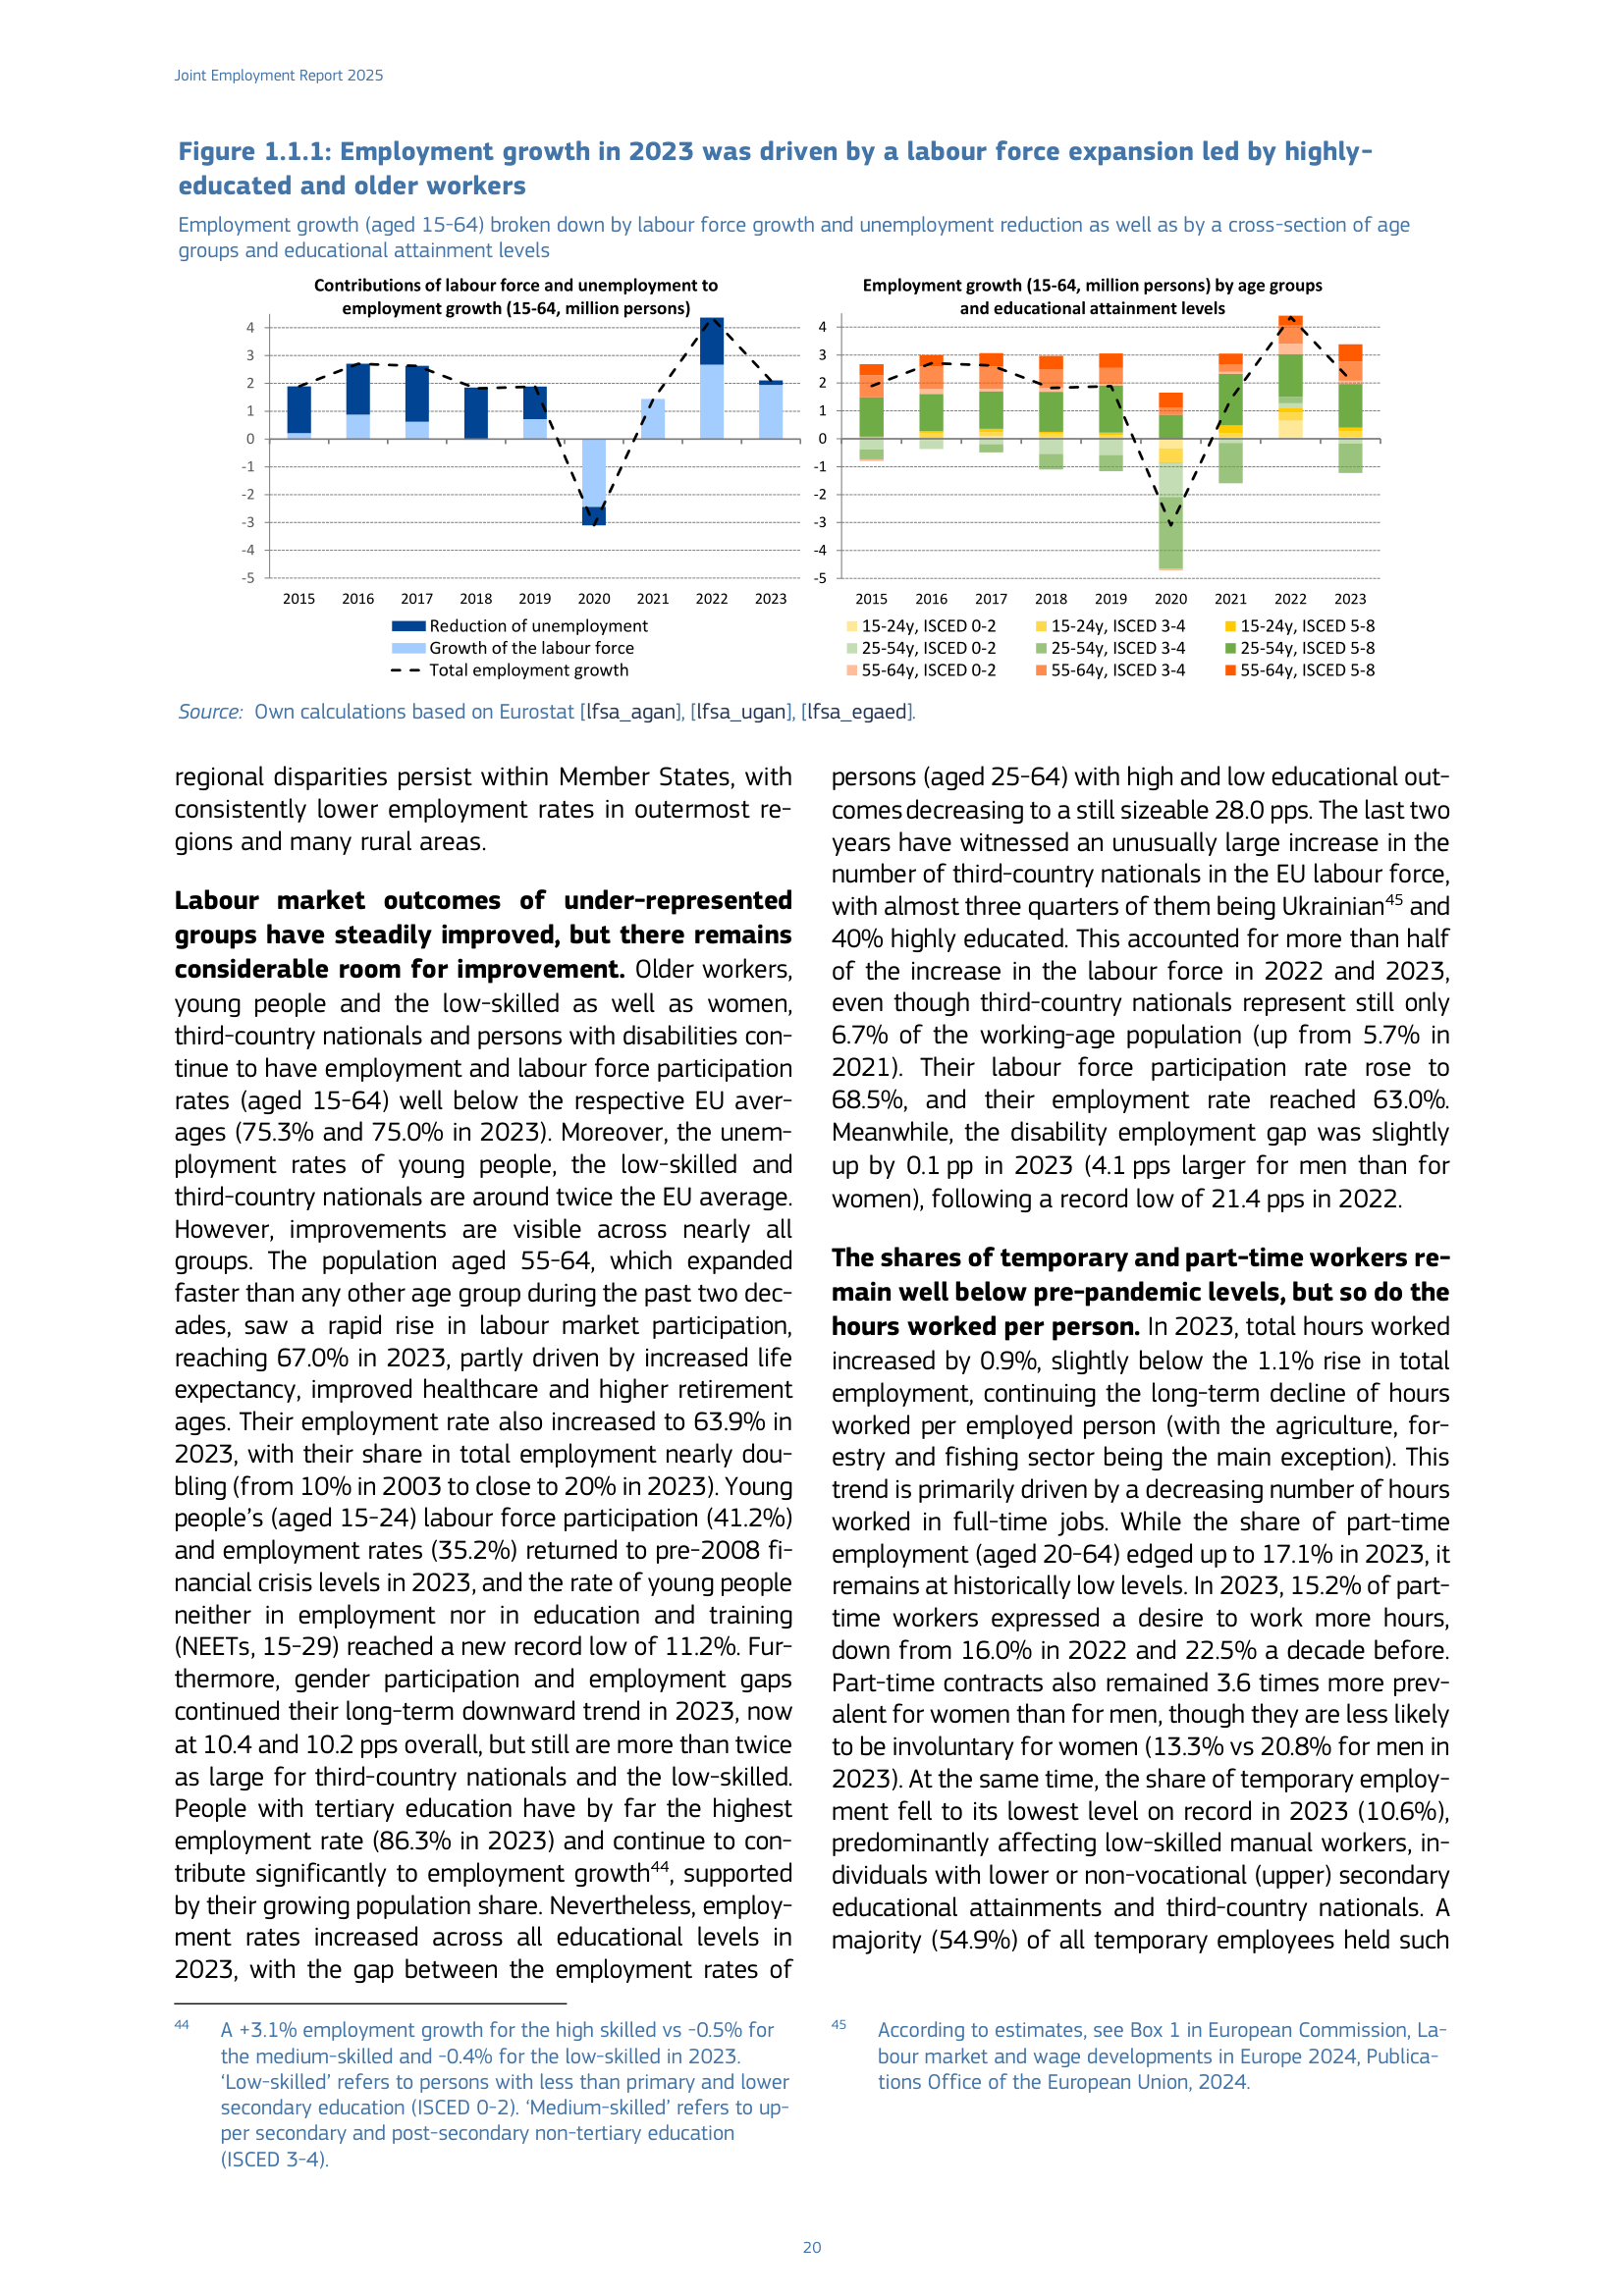 Joint Employment Report 2025
Figure 1.1.1: Employment growth in 2023 was driven by a labour force expansion led by highly-
educated and older workers
Employment growth (aged 15-64) broken down by labour force growth and unemployment reduction as well as by a cross-section of age
groups and educational attainment levels
Contributions of labour force and unemployment to
employment growth (15-64, million persons)
4
3
2
1
0
-1
-2
-3
-4
-5
2015 2016 2017 2018 2019 2020 2021 2022 2023
Reduction of unemployment
Growth of the labour force
Total employment growth
Employment growth (15-64, million persons) by age groups
and educational attainment levels
4
3
2
1
0
-1
-2
-3
-4
-5
2015 2016 2017 2018 2019 2020 2021 2022 2023
15-24y, ISCED 0-2 15-24y, ISCED 3-4 15-24y, ISCED 5-8
25-54y, ISCED 0-2 25-54y, ISCED 3-4 25-54y, ISCED 5-8
55-64y, ISCED 0-2 55-64y, ISCED 3-4 55-64y, ISCED 5-8
Source: Own calculations based on Eurostat [lfsa_agan], [lfsa_ugan], [lfsa_egaed].
regional disparities persist within Member States, with
consistently lower employment rates in outermost re-
gions and many rural areas.
Labour market outcomes of under-represented
groups have steadily improved, but there remains
considerable room for improvement. Older workers,
young people and the low-skilled as well as women,
third-country nationals and persons with disabilities con-
tinue to have employment and labour force participation
rates (aged 15-64) well below the respective EU aver-
ages (75.3% and 75.0% in 2023). Moreover, the unem-
ployment rates of young people, the low-skilled and
third-country nationals are around twice the EU average.
However, improvements are visible across nearly all
groups. The population aged 55-64, which expanded
faster than any other age group during the past two dec-
ades, saw a rapid rise in labour market participation,
reaching 67.0% in 2023, partly driven by increased life
expectancy, improved healthcare and higher retirement
ages. Their employment rate also increased to 63.9% in
2023, with their share in total employment nearly dou-
bling (from 10% in 2003 to close to 20% in 2023). Young
people's (aged 15-24) labour force participation (41.2%)
and employment rates (35.2%) returned to pre-2008 fi-
nancial crisis levels in 2023, and the rate of young people
neither in employment nor in education and training
(NEETs, 15-29) reached a new record low of 11.2%. Fur-
thermore, gender participation and employment gaps
continued their long-term downward trend in 2023, now
at 10.4 and 10.2 pps overall, but still are more than twice
as large for third-country nationals and the low-skilled.
People with tertiary education have by far the highest
employment rate (86.3% in 2023) and continue to con-
tribute significantly to employment growth44, supported
by their growing population share. Nevertheless, employ-
ment rates increased across all educational levels in
2023, with the gap between the employment rates of
persons (aged 25-64) with high and low educational out-
comes decreasing to a still sizeable 28.0 pps. The last two
years have witnessed an unusually large increase in the
number of third-country nationals in the EU labour force,
with almost three quarters of them being Ukrainian45 and
40% highly educated. This accounted for more than half
of the increase in the labour force in 2022 and 2023,
even though third-country nationals represent still only
6.7% of the working-age population (up from 5.7% in
2021). Their labour force participation rate rose to
68.5%, and their employment rate reached 63.0%.
Meanwhile, the disability employment gap was slightly
up by 0.1 pp in 2023 (4.1 pps larger for men than for
women), following a record low of 21.4 pps in 2022.
The shares of temporary and part-time workers re-
main well below pre-pandemic levels, but so do the
hours worked per person. In 2023, total hours worked
increased by 0.9%, slightly below the 1.1% rise in total
employment, continuing the long-term decline of hours
worked per employed person (with the agriculture, for-
estry and fishing sector being the main exception). This
trend is primarily driven by a decreasing number of hours
worked in full-time jobs. While the share of part-time
employment (aged 20-64) edged up to 17.1% in 2023, it
remains at historically low levels. In 2023, 15.2% of part-
time workers expressed a desire to work more hours,
down from 16.0% in 2022 and 22.5% a decade before.
Part-time contracts also remained 3.6 times more prev-
alent for women than for men, though they are less likely
to be involuntary for women (13.3% vs 20.8% for men in
2023). At the same time, the share of temporary employ-
ment fell to its lowest level on record in 2023 (10.6%),
predominantly affecting low-skilled manual workers, in-
dividuals with lower or non-vocational (upper) secondary
educational attainments and third-country nationals. A
majority (54.9%) of all temporary employees held such
44 A +3.1% employment growth for the high skilled vs -0.5% for
the medium-skilled and -0.4% for the low-skilled in 2023.
'Low-skilled' refers to persons with less than primary and lower
secondary education (ISCED 0-2). 'Medium-skilled' refers to up-
per secondary and post-secondary non-tertiary education
(ISCED 3-4).
45 According to estimates, see Box 1 in European Commission, La-
bour market and wage developments in Europe 2024, Publica-
tions Office of the European Union, 2024.
20